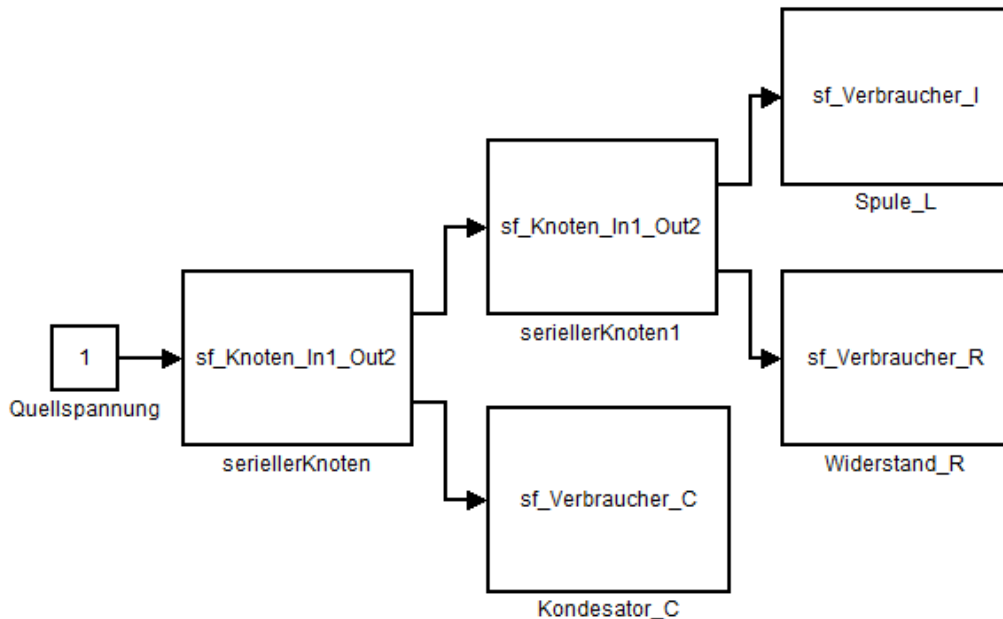 sf_Verbraucher_I
Spule_L
sf_Knoten_In1_Out2
seriellerKnoten1
1
Quellspannung
sf_Knoten_In1_Out2
seriellerKnoten
sf_Verbraucher_R
Widerstand_R
sf_Verbraucher_C
Kondesator_C